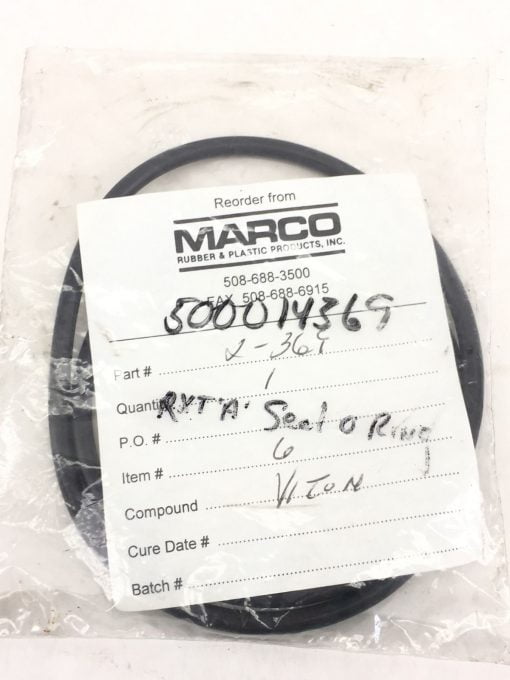 Reorder from
MARCO
RUBBER & PLASTIC PRODUCTS, INC.
508-688-3500
FAX 508-688-6915
500014369
Part # 2-369
Quantity 1
RXT "A" Seat O Ring
P.O. #
Item # 6
Compound VITON
Cure Date #
Batch #